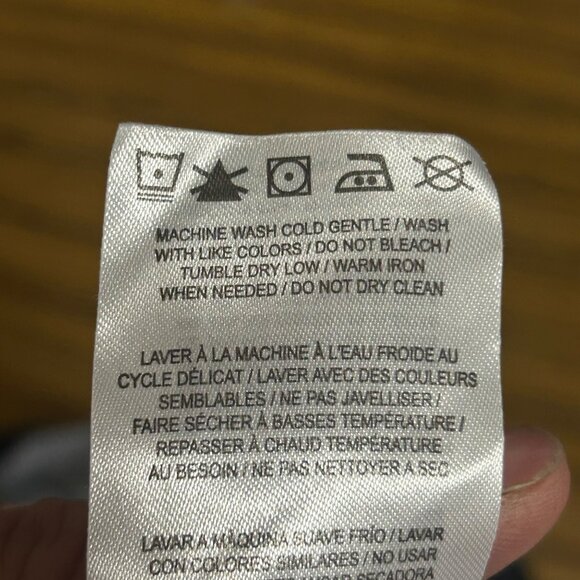 MACHINE WASH COLD GENTLE / WASH
WITH LIKE COLORS / DO NOT BLEACH /
TUMBLE DRY LOW / WARM IRON
WHEN NEEDED / DO NOT DRY CLEAN
LAVER À LA MACHINE À L'EAU FROIDE AU
CYCLE DÉLICAT / LAVER AVEC DES COULEURS
SEMBLABLES / NE PAS JAVELLISER /
FAIRE SÉCHER À BASSES TEMPÉRATURE /
REPASSER À CHAUD TEMPÉRATURE
AU BESOIN / NE PAS NETTOYER A SEC
LAVAR A MÁQUINA SUAVE FRÍO / LAVAR
CON COLORES SIMILARES / NO USAR
SECADORA